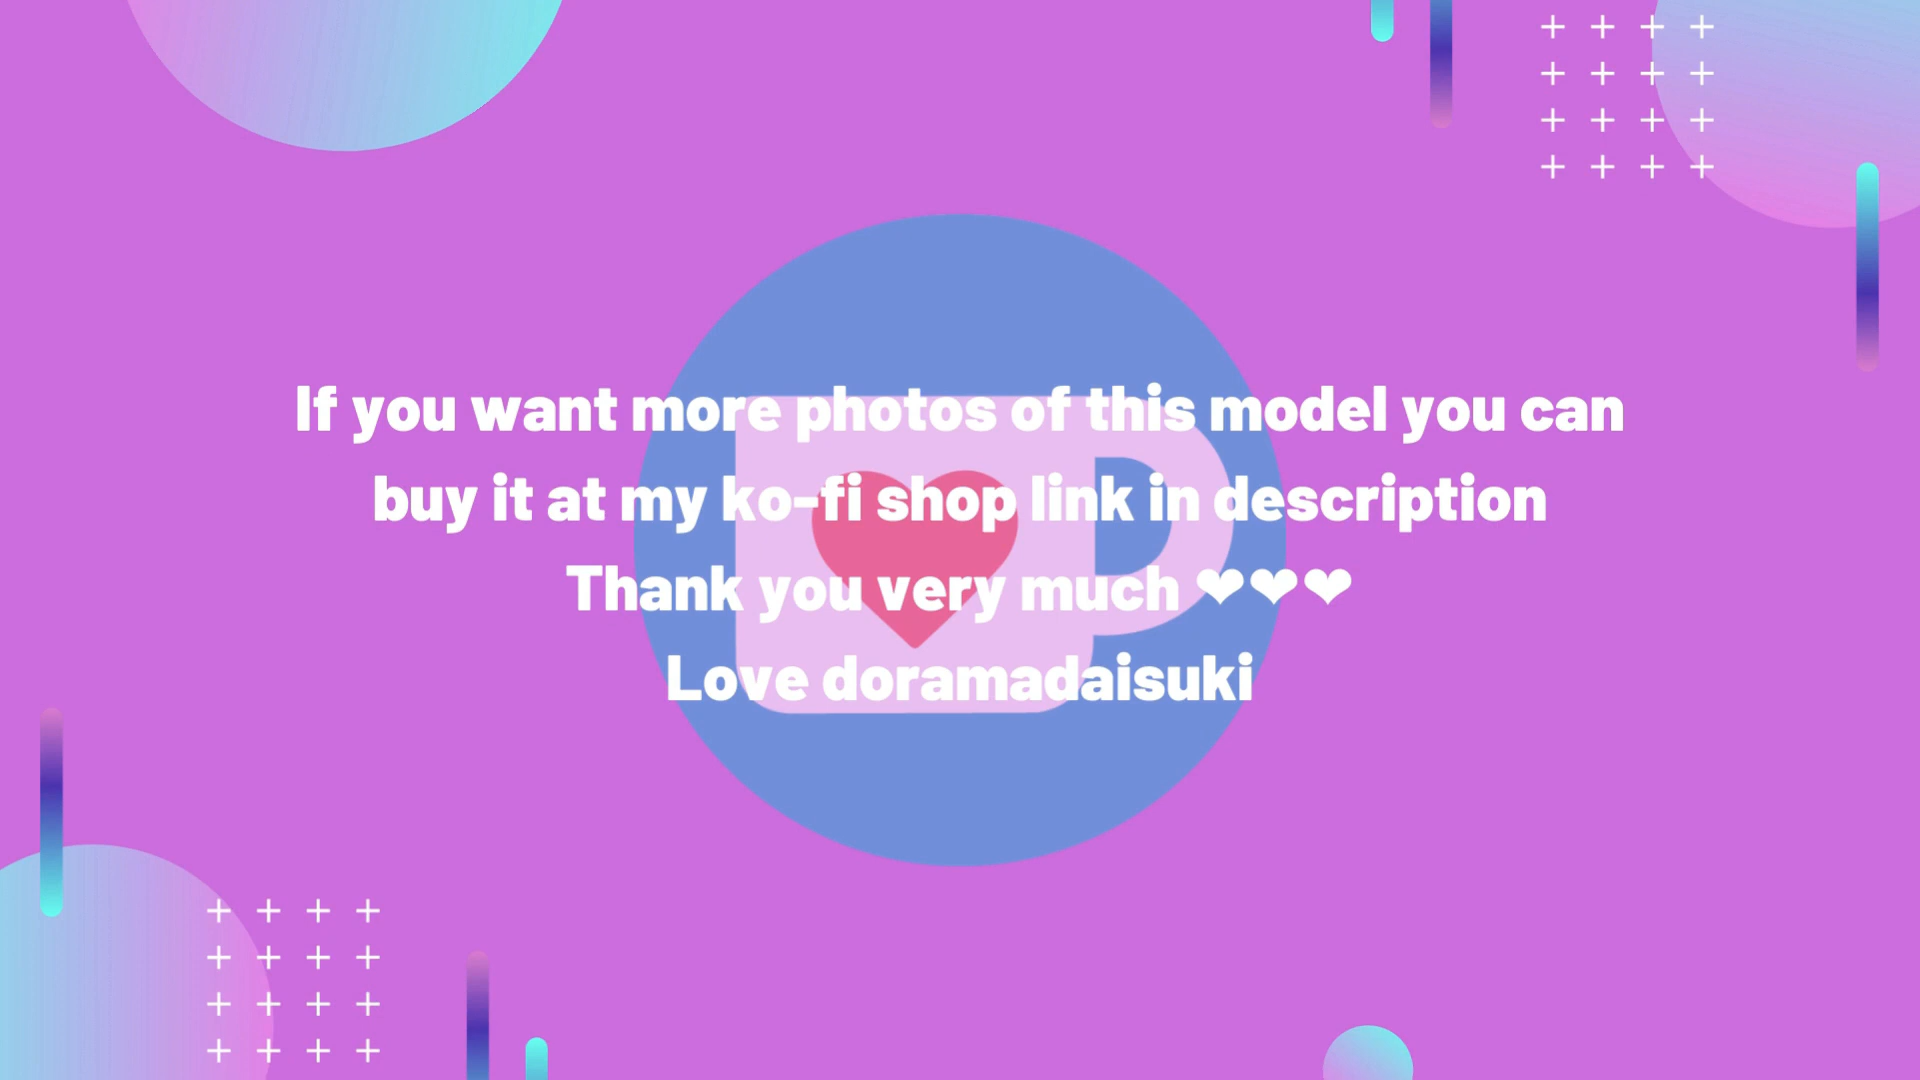 If you want more photos of this model you can
buy it at my ko-fi shop link in description
Thank you very much ❤❤❤
Love doramadaisuki